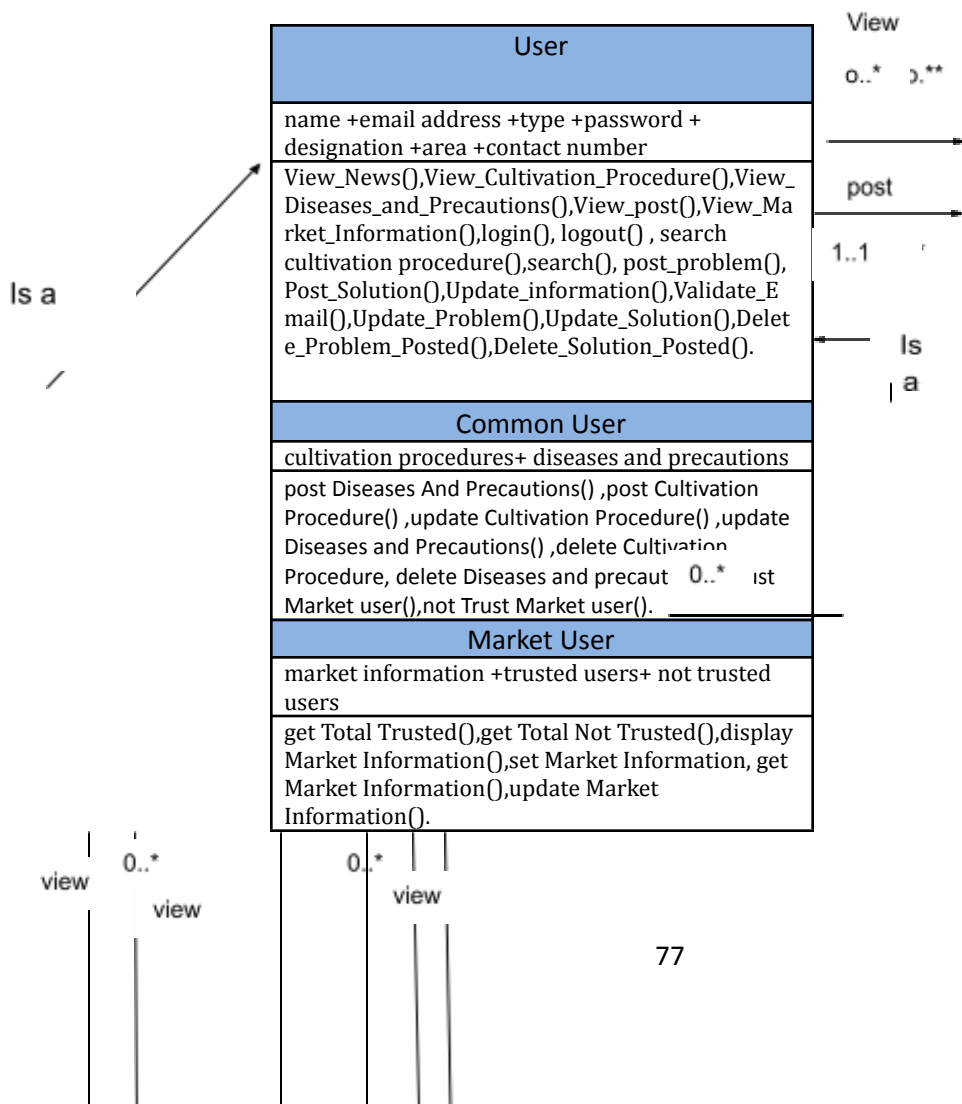 View
o..*
User
name +email address +type +password +
designation +area +contact number
View_News(),View_Cultivation_Procedure(),View_
Diseases_and_Precautions(),View_post(),View_Ma
rket_Information(),login(), logout() , search
cultivation procedure(),search(), post_problem(),
Post_Solution(),Update_information(),Validate_E
mail(),Update_Problem(),Update_Solution(),Delet
e_Problem_Posted(),Delete_Solution_Posted().
post
1..1
Is a
Is
a
Common User
cultivation procedures+ diseases and precautions
post Diseases And Precautions() ,post Cultivation
Procedure() ,update Cultivation Procedure() ,update
Diseases and Precautions() ,delete Cultivation
Procedure, delete Diseases and precaut
0..*
Market user(),not Trust Market user().
Market User
market information +trusted users+ not trusted
users
get Total Trusted(),get Total Not Trusted(),display
Market Information(),set Market Information, get
Market Information(),update Market
Information().
view
0..*
view
0..*
view
77